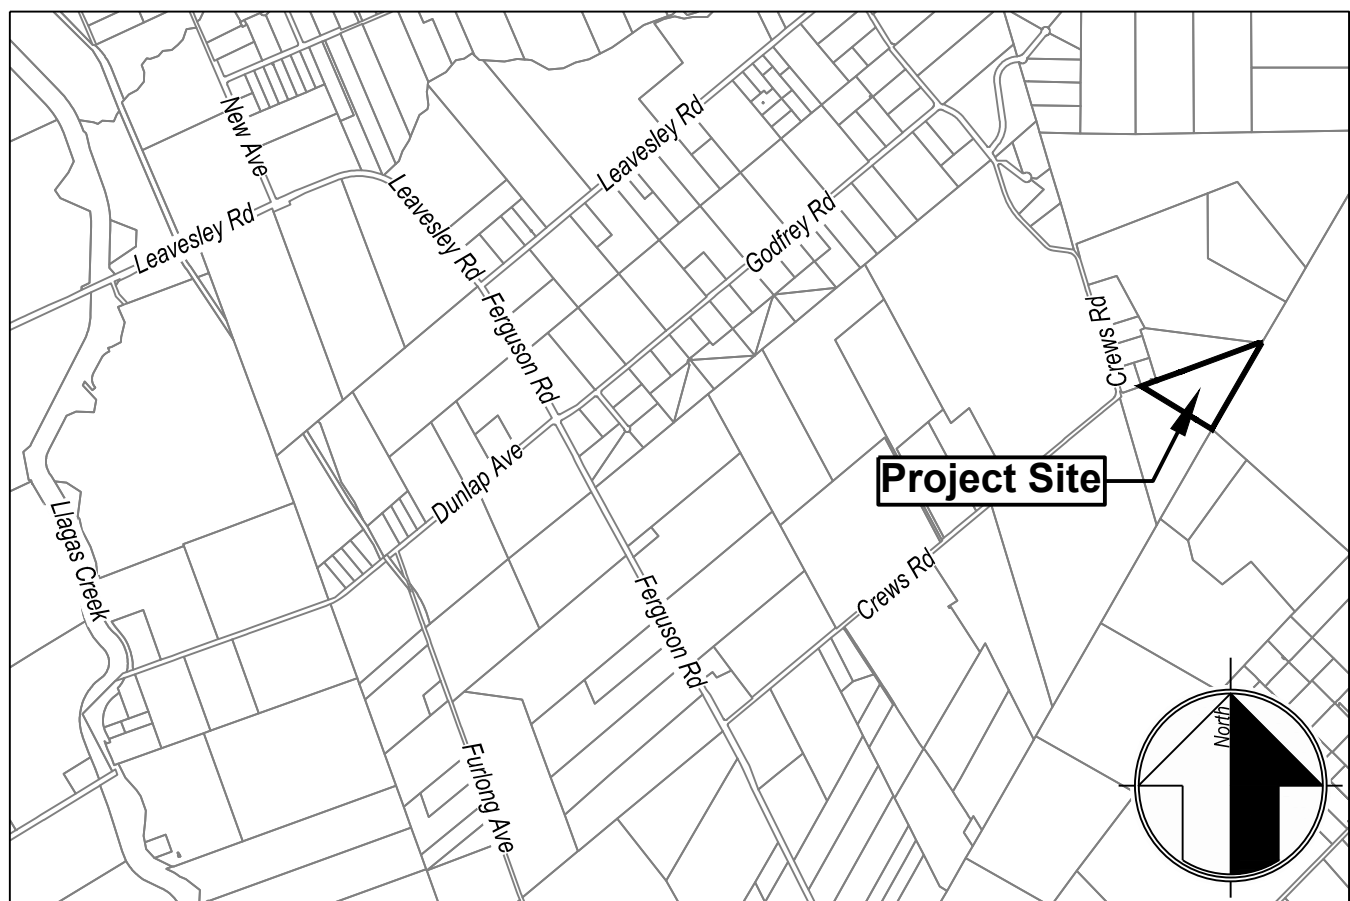 New Ave
Leavesley Rd
Leavesley Rd
Leavesley Rd
Godfrey Rd
Ferguson Rd
Crews Rd
Dunlap Ave
Project Site
Llagas Creek
Crews Rd
Ferguson Rd
Furlong Ave
North